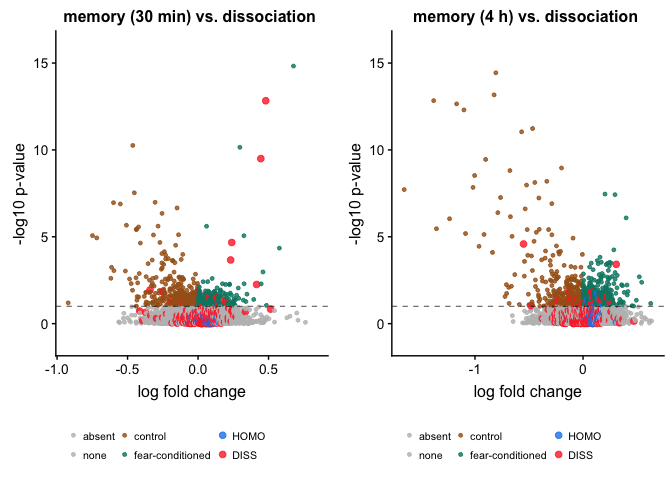 memory (30 min) vs. dissociation
15
10
5
0
-log10 p-value
-1.0 -0.5 0.0 0.5
log fold change
absent control HOMO
none fear-conditioned DISS
memory (4 h) vs. dissociation
15
10
5
0
-log10 p-value
-1 0
log fold change
absent control HOMO
none fear-conditioned DISS